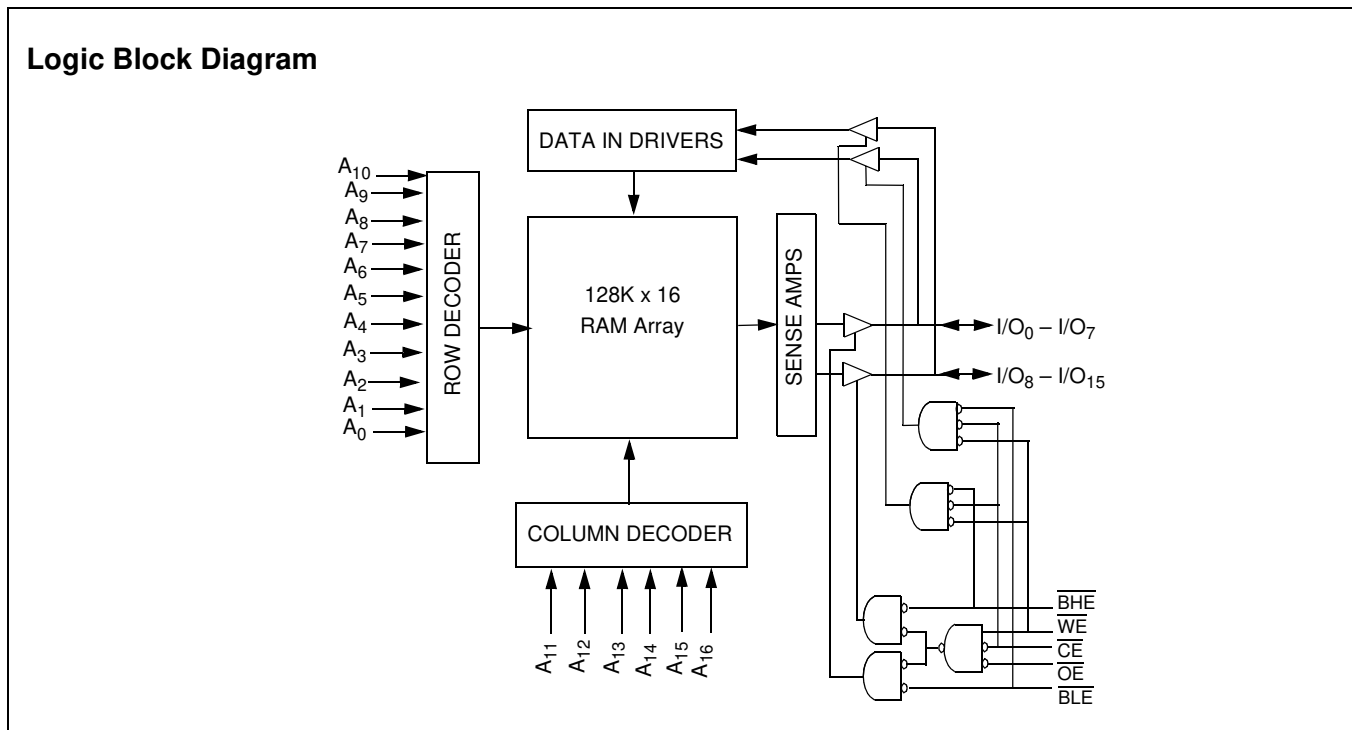 Logic Block Diagram
DATA IN DRIVERS
A10
A9
A8
A7
A6
A5
A4
A3
A2
A1
A0
ROW DECODER
128K x 16
RAM Array
SENSE AMPS
I/O0 – I/O7
I/O8 – I/O15
COLUMN DECODER
A11
A12
A13
A14
A15
A16
BHE
WE
CE
OE
BLE